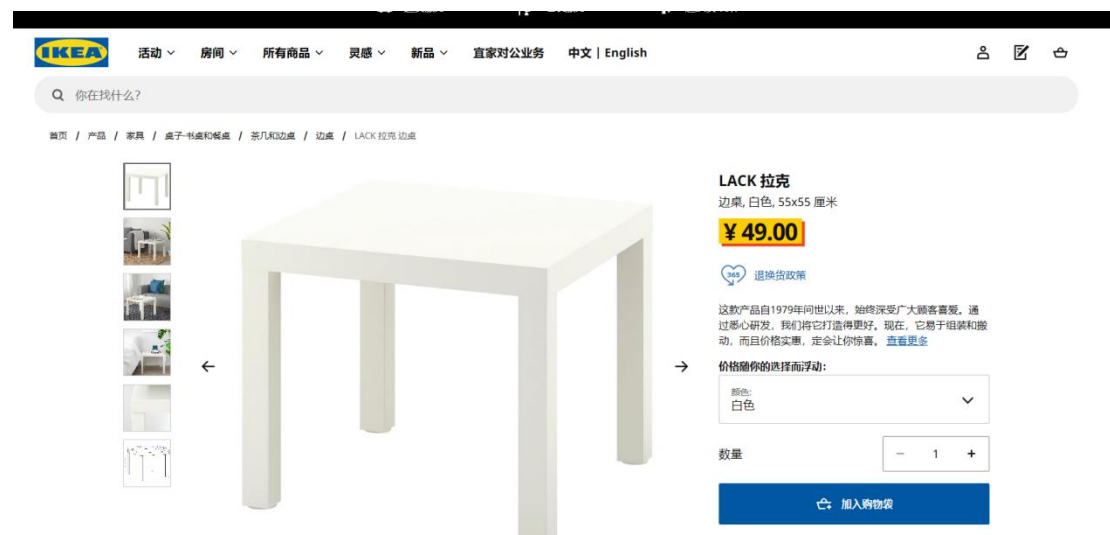 IKEA
活动
房间
所有商品
灵感
新品
宜家对公业务
中文 | English
你在找什么?
首页 / 产品 / 家具 / 桌子-书桌和餐桌 / 茶几和边桌 / 边桌 / LACK 拉克 边桌
LACK 拉克
边桌, 白色, 55x55 厘米
¥ 49.00
365 退换货政策
这款产品自1979年问世以来，始终深受广大顾客喜爱。通
过悉心研发，我们将它打造得更好。现在，它易于组装和搬
动，而且价格实惠，定会让你惊喜。 查看更多
价格随你的选择而浮动：
颜色:
白色
数量
− 1 +
加入购物袋